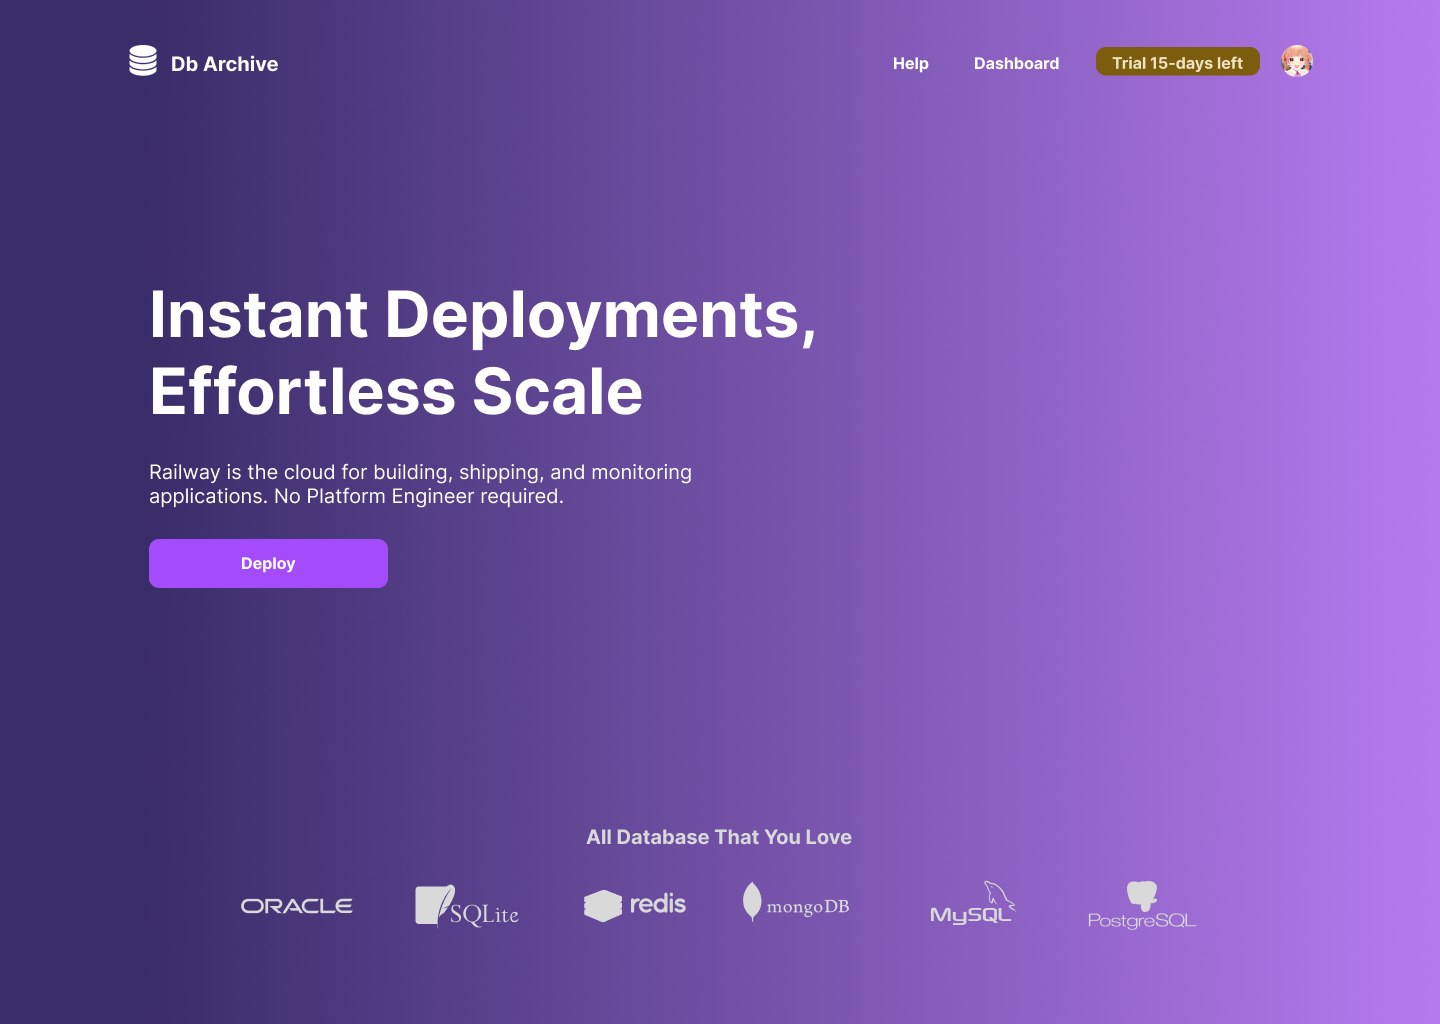 Db Archive
Help
Dashboard
Trial 15-days left
Instant Deployments,
Effortless Scale
Railway is the cloud for building, shipping, and monitoring
applications. No Platform Engineer required.
Deploy
All Database That You Love
ORACLE
SQLite
redis
mongoDB
MySQL
PostgreSQL